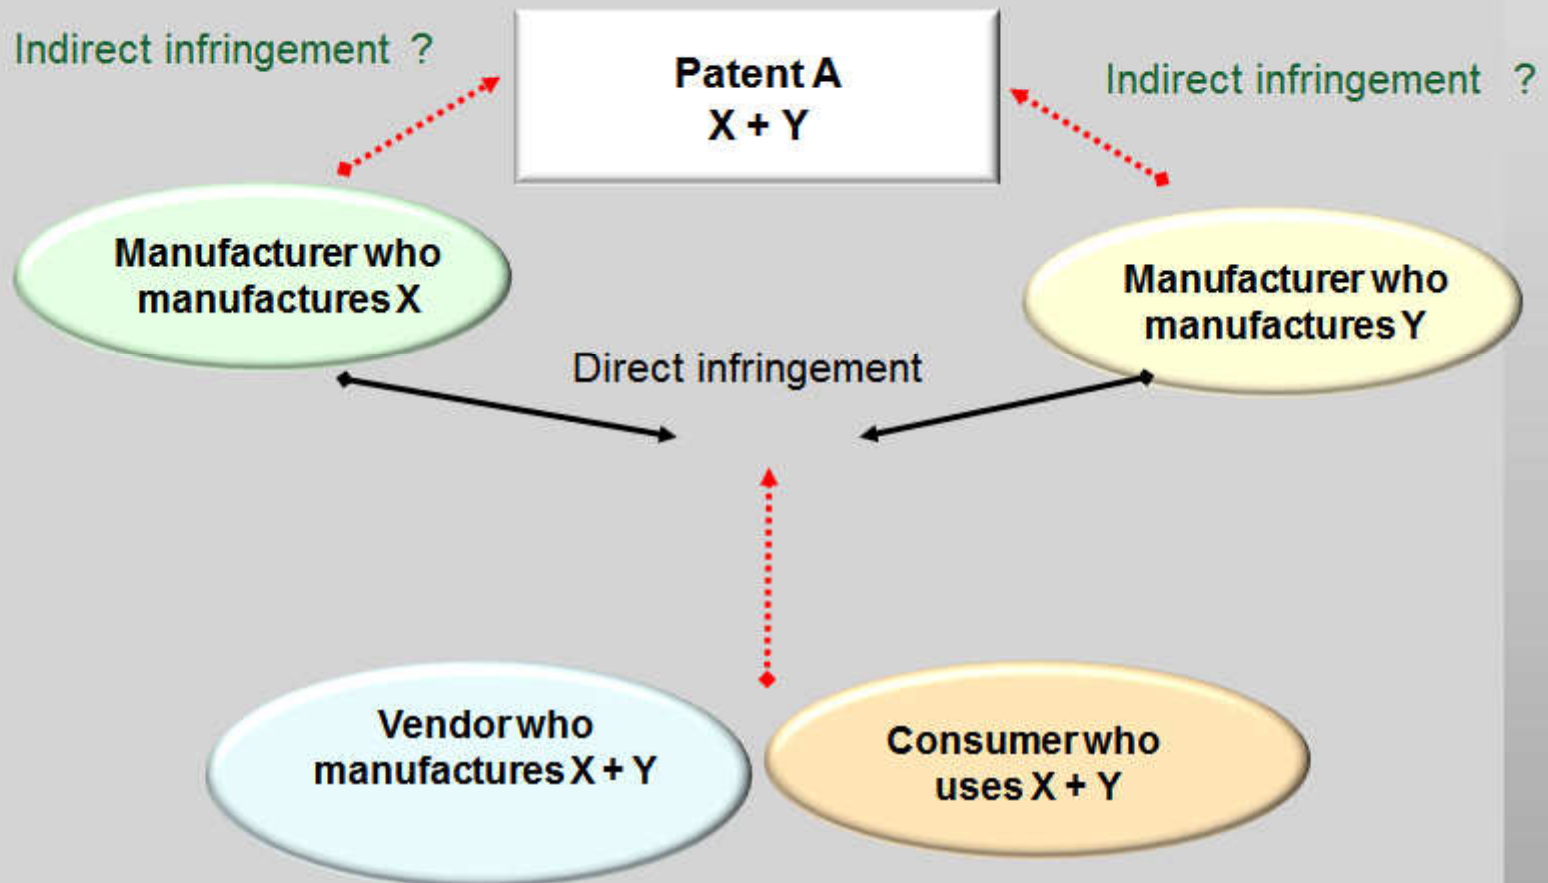 Indirect infringement ?
Patent A
X + Y
Indirect infringement ?
Manufacturer who
manufactures X
Manufacturer who
manufactures Y
Direct infringement
Vendor who
manufactures X + Y
Consumer who
uses X + Y